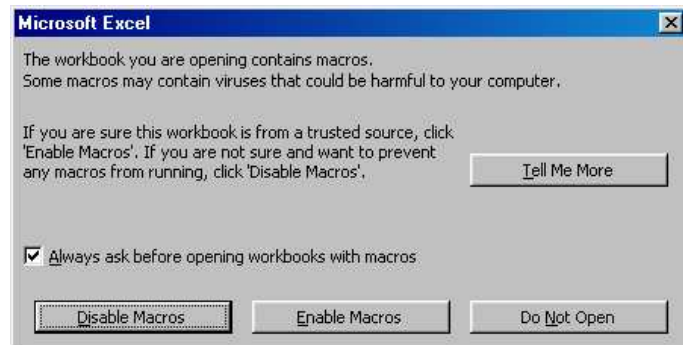 Microsoft Excel
The workbook you are opening contains macros.
Some macros may contain viruses that could be harmful to your computer.
If you are sure this workbook is from a trusted source, click
'Enable Macros'. If you are not sure and want to prevent
any macros from running, click 'Disable Macros'.
Tell Me More
Always ask before opening workbooks with macros
Disable Macros
Enable Macros
Do Not Open